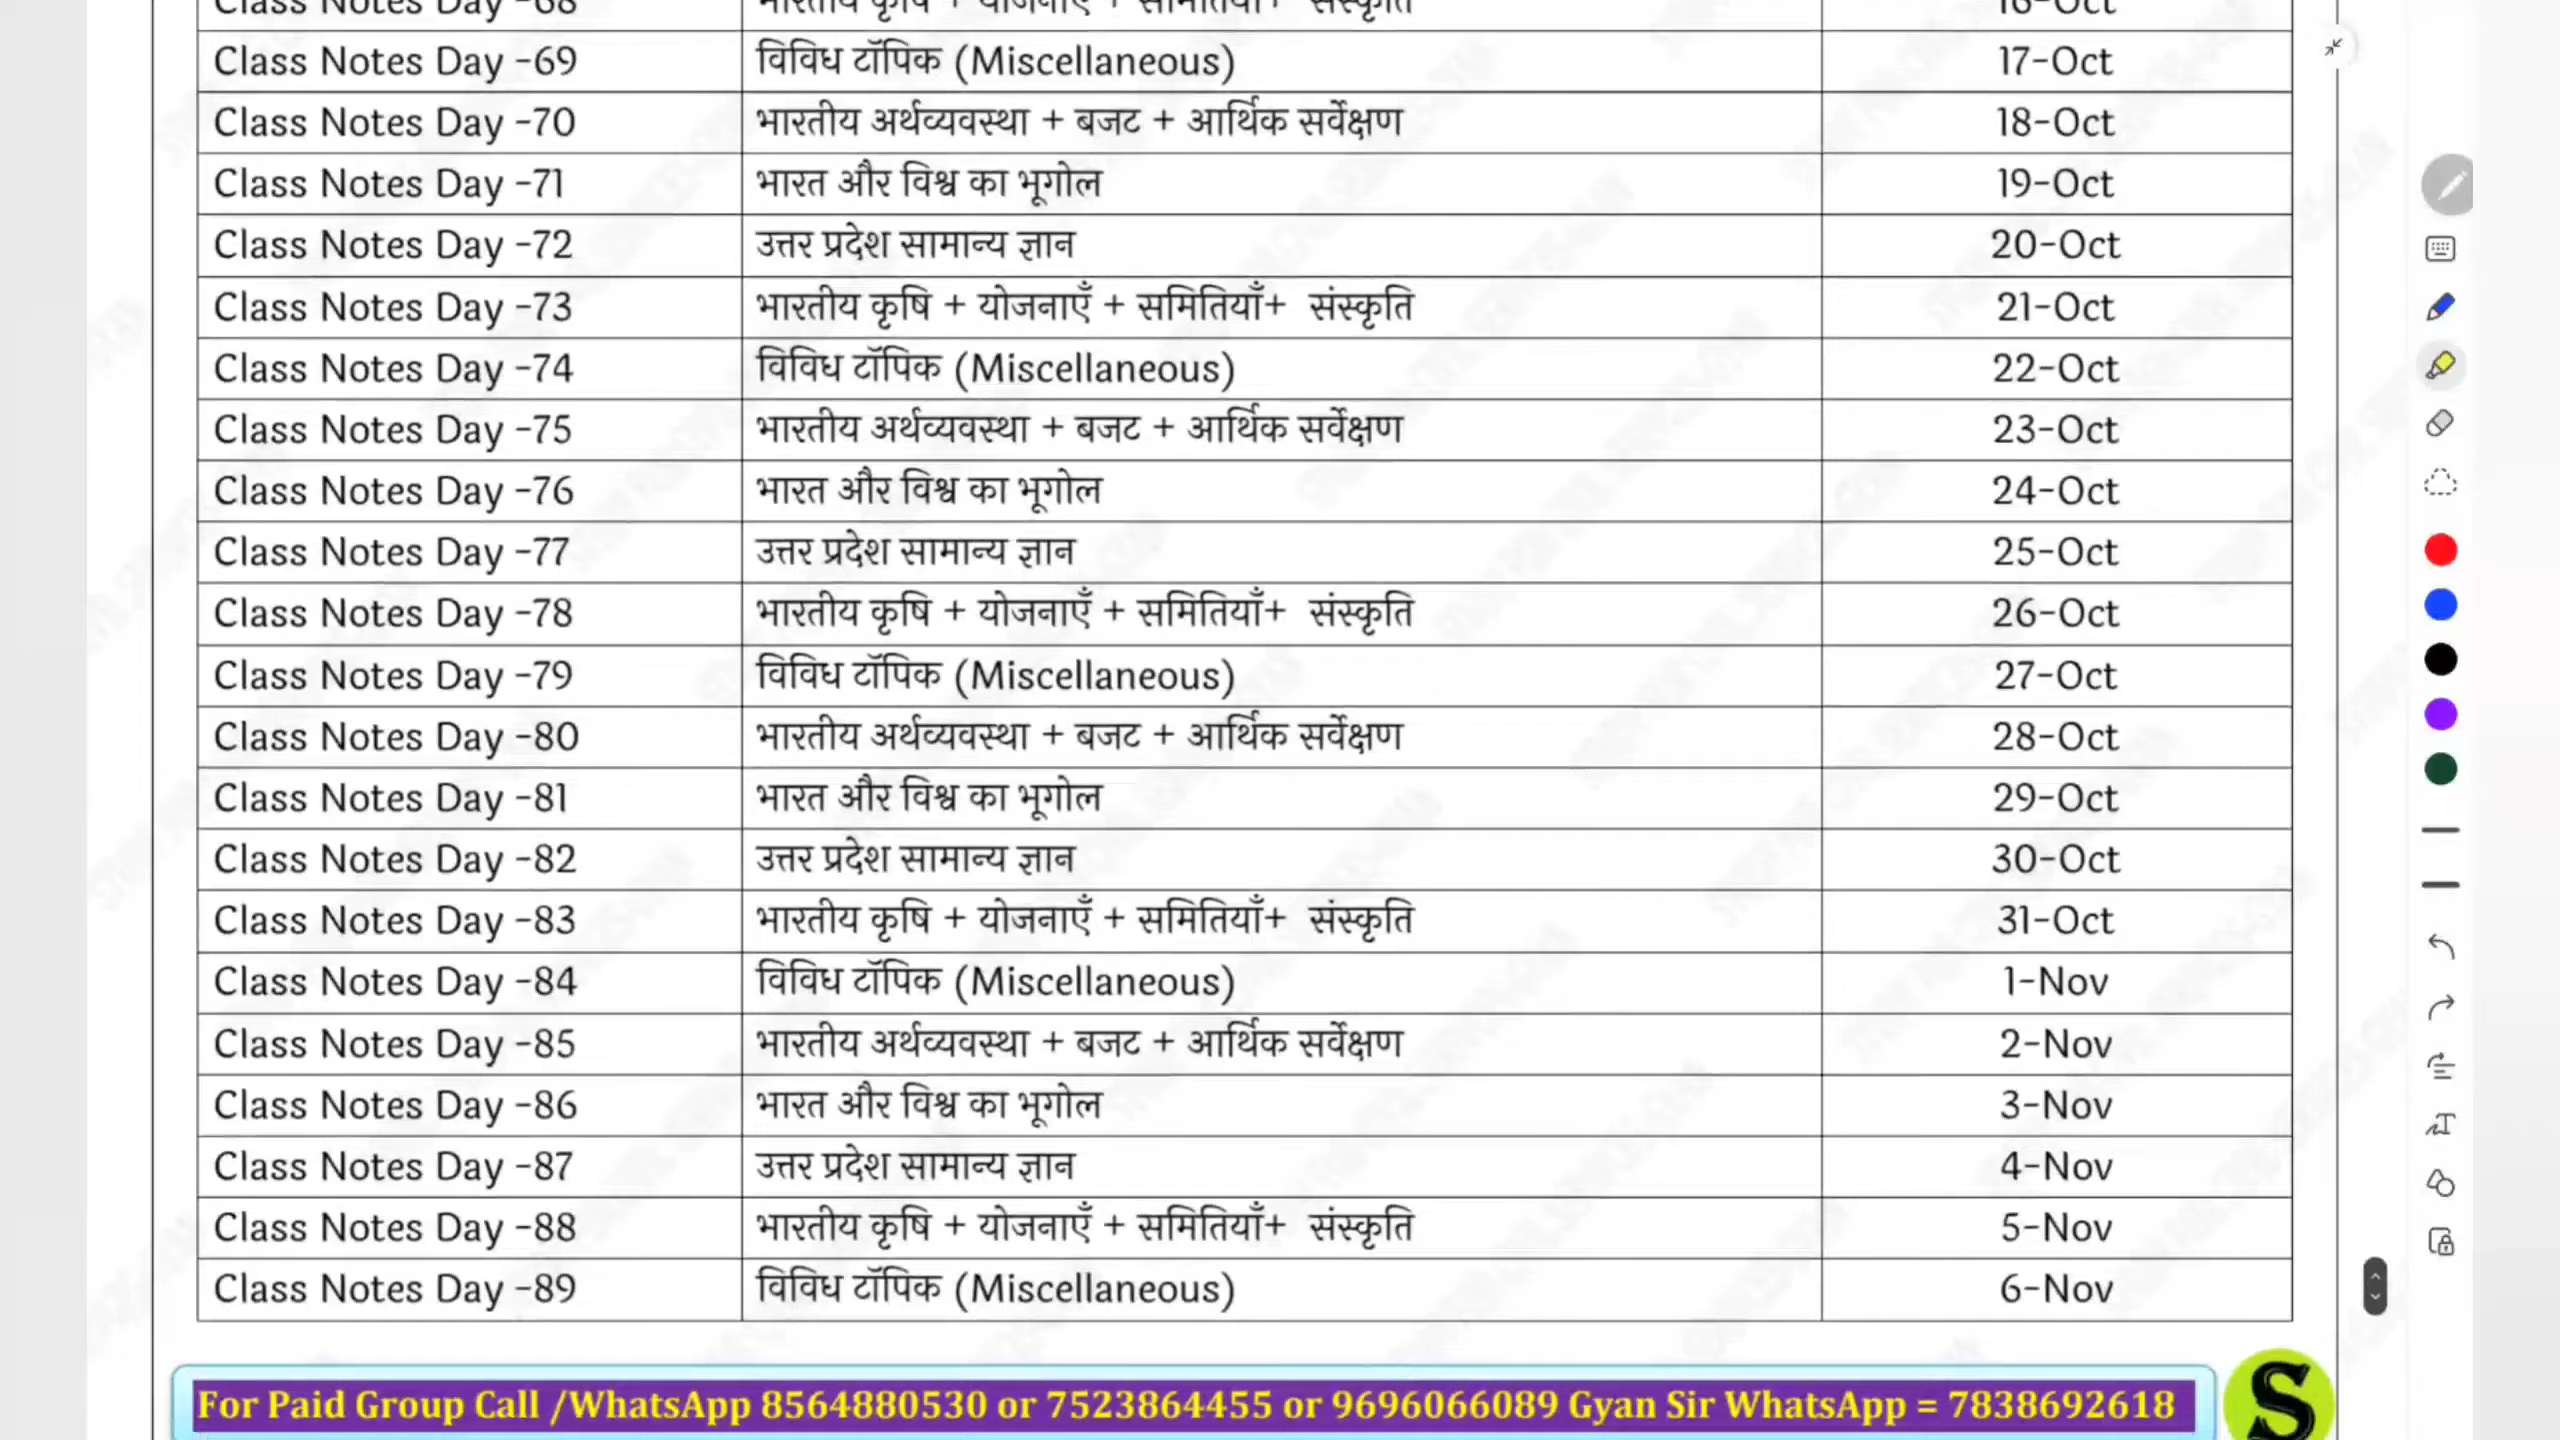 Class Notes Day -68 भारतीय कृषि + योजनाएँ + समितियाँ+ संस्कृति 16-Oct
Class Notes Day -69 विविध टॉपिक (Miscellaneous) 17-Oct
Class Notes Day -70 भारतीय अर्थव्यवस्था + बजट + आर्थिक सर्वेक्षण 18-Oct
Class Notes Day -71 भारत और विश्व का भूगोल 19-Oct
Class Notes Day -72 उत्तर प्रदेश सामान्य ज्ञान 20-Oct
Class Notes Day -73 भारतीय कृषि + योजनाएँ + समितियाँ+ संस्कृति 21-Oct
Class Notes Day -74 विविध टॉपिक (Miscellaneous) 22-Oct
Class Notes Day -75 भारतीय अर्थव्यवस्था + बजट + आर्थिक सर्वेक्षण 23-Oct
Class Notes Day -76 भारत और विश्व का भूगोल 24-Oct
Class Notes Day -77 उत्तर प्रदेश सामान्य ज्ञान 25-Oct
Class Notes Day -78 भारतीय कृषि + योजनाएँ + समितियाँ+ संस्कृति 26-Oct
Class Notes Day -79 विविध टॉपिक (Miscellaneous) 27-Oct
Class Notes Day -80 भारतीय अर्थव्यवस्था + बजट + आर्थिक सर्वेक्षण 28-Oct
Class Notes Day -81 भारत और विश्व का भूगोल 29-Oct
Class Notes Day -82 उत्तर प्रदेश सामान्य ज्ञान 30-Oct
Class Notes Day -83 भारतीय कृषि + योजनाएँ + समितियाँ+ संस्कृति 31-Oct
Class Notes Day -84 विविध टॉपिक (Miscellaneous) 1-Nov
Class Notes Day -85 भारतीय अर्थव्यवस्था + बजट + आर्थिक सर्वेक्षण 2-Nov
Class Notes Day -86 भारत और विश्व का भूगोल 3-Nov
Class Notes Day -87 उत्तर प्रदेश सामान्य ज्ञान 4-Nov
Class Notes Day -88 भारतीय कृषि + योजनाएँ + समितियाँ+ संस्कृति 5-Nov
Class Notes Day -89 विविध टॉपिक (Miscellaneous) 6-Nov
For Paid Group Call /WhatsApp 8564880530 or 7523864455 or 9696066089 Gyan Sir WhatsApp = 7838692618
S